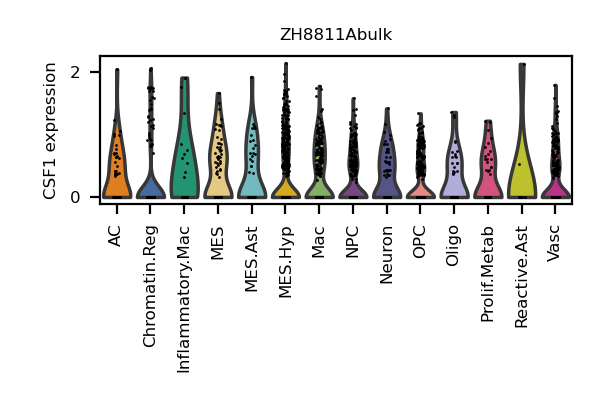 ZH8811Abulk
CSF1 expression
2
0
AC
Chromatin.Reg
Inflammatory.Mac
MES
MES.Ast
MES.Hyp
Mac
NPC
Neuron
OPC
Oligo
Prolif.Metab
Reactive.Ast
Vasc